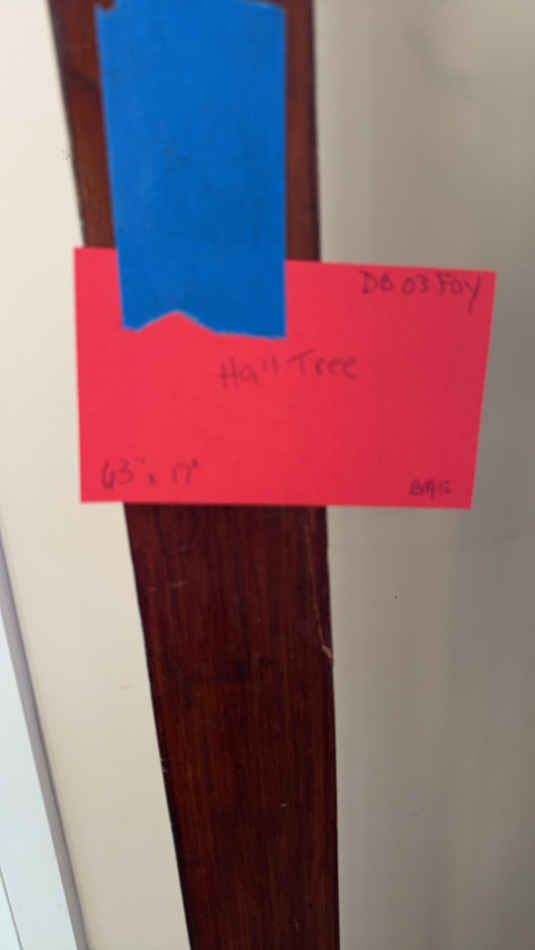 DB 03 Foy
Hall Tree
63" x 17"